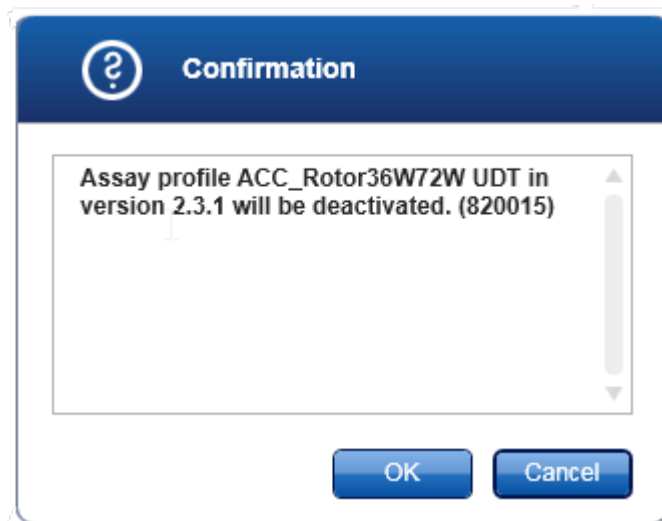 Confirmation
Assay profile ACC_Rotor36W72W UDT in
version 2.3.1 will be deactivated. (820015)
OK
Cancel